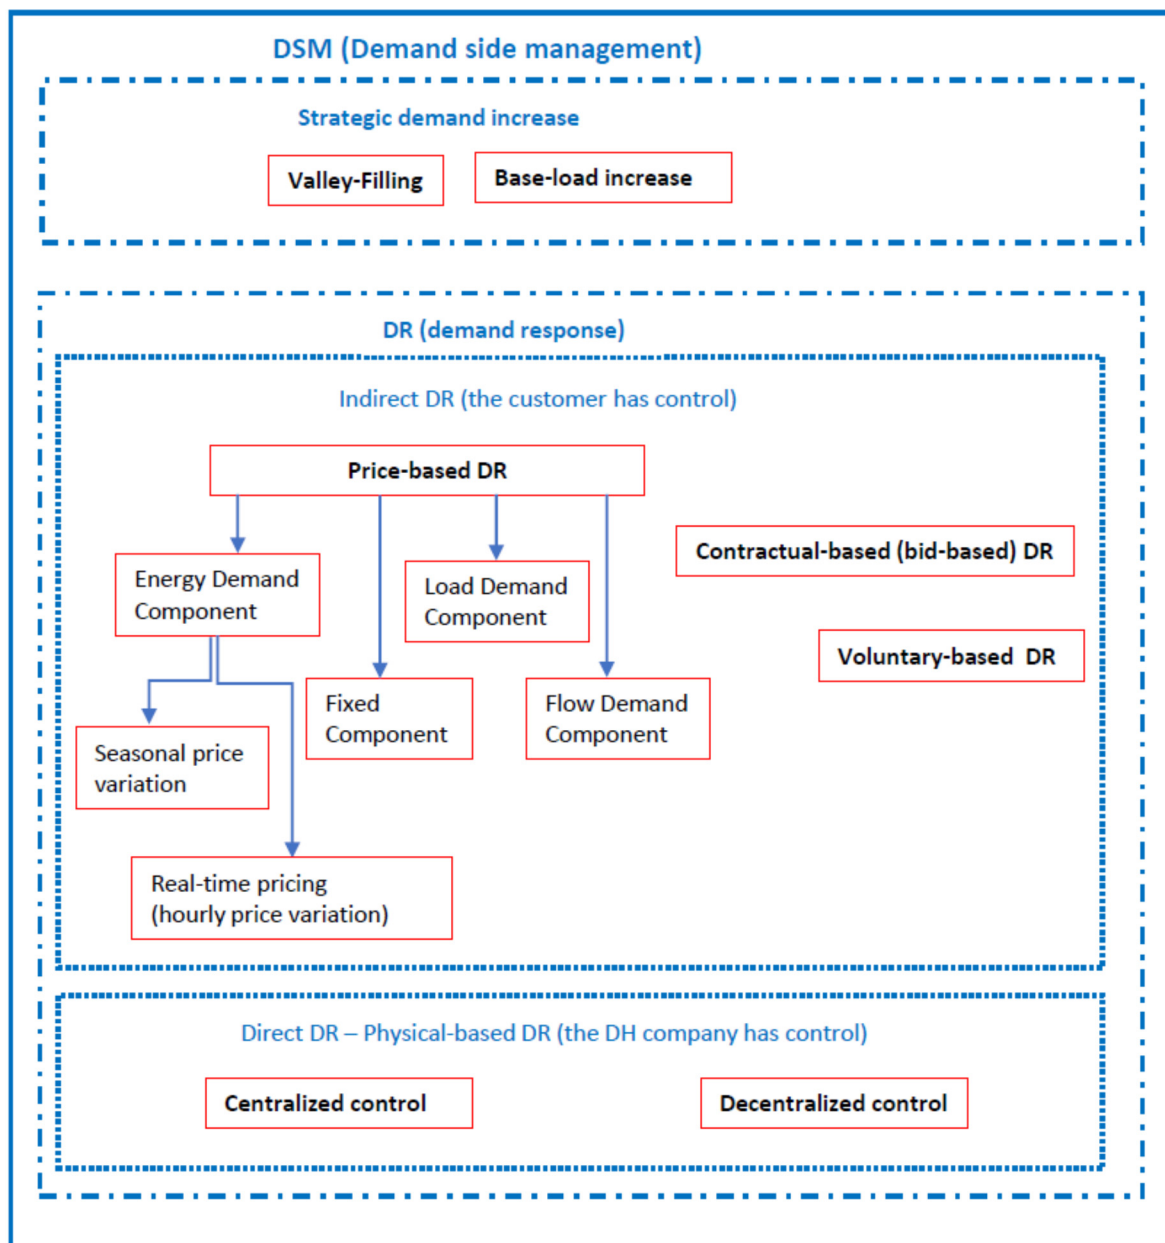 DSM (Demand side management)
Strategic demand increase
Valley-Filling
Base-load increase
DR (demand response)
Indirect DR (the customer has control)
Price-based DR
Contractual-based (bid-based) DR
Energy Demand
Component
Load Demand
Component
Voluntary-based DR
Fixed
Component
Flow Demand
Component
Seasonal price
variation
Real-time pricing
(hourly price variation)
Direct DR – Physical-based DR (the DH company has control)
Centralized control
Decentralized control